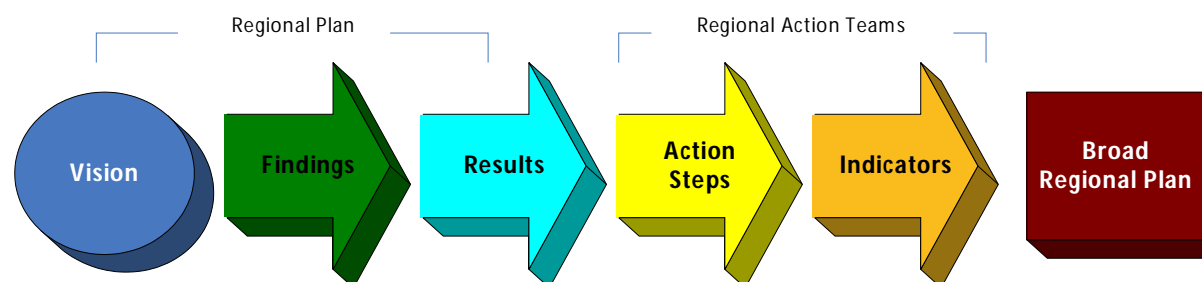 Regional Plan
Regional Action Teams
Vision
Findings
Results
Action
Steps
Indicators
Broad
Regional Plan